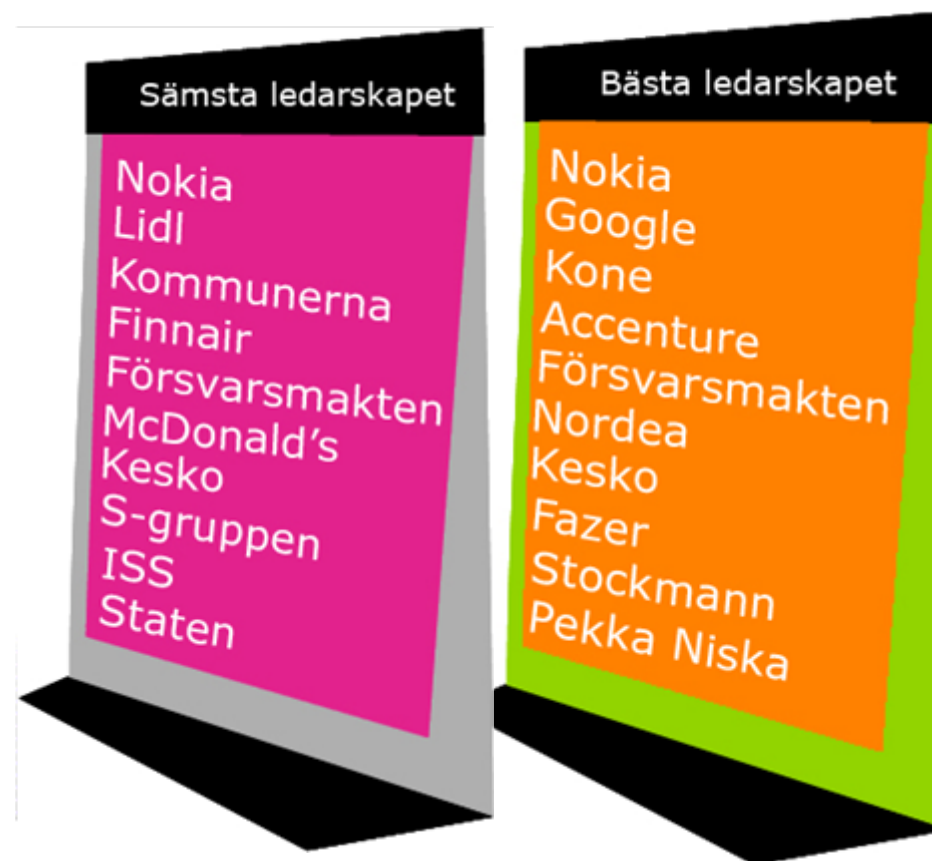 Sämsta ledarskapet
Nokia
Lidl
Kommunerna
Finnair
Försvarsmakten
McDonald’s
Kesko
S-gruppen
ISS
Staten
Bästa ledarskapet
Nokia
Google
Kone
Accenture
Försvarsmakten
Nordea
Kesko
Fazer
Stockmann
Pekka Niska